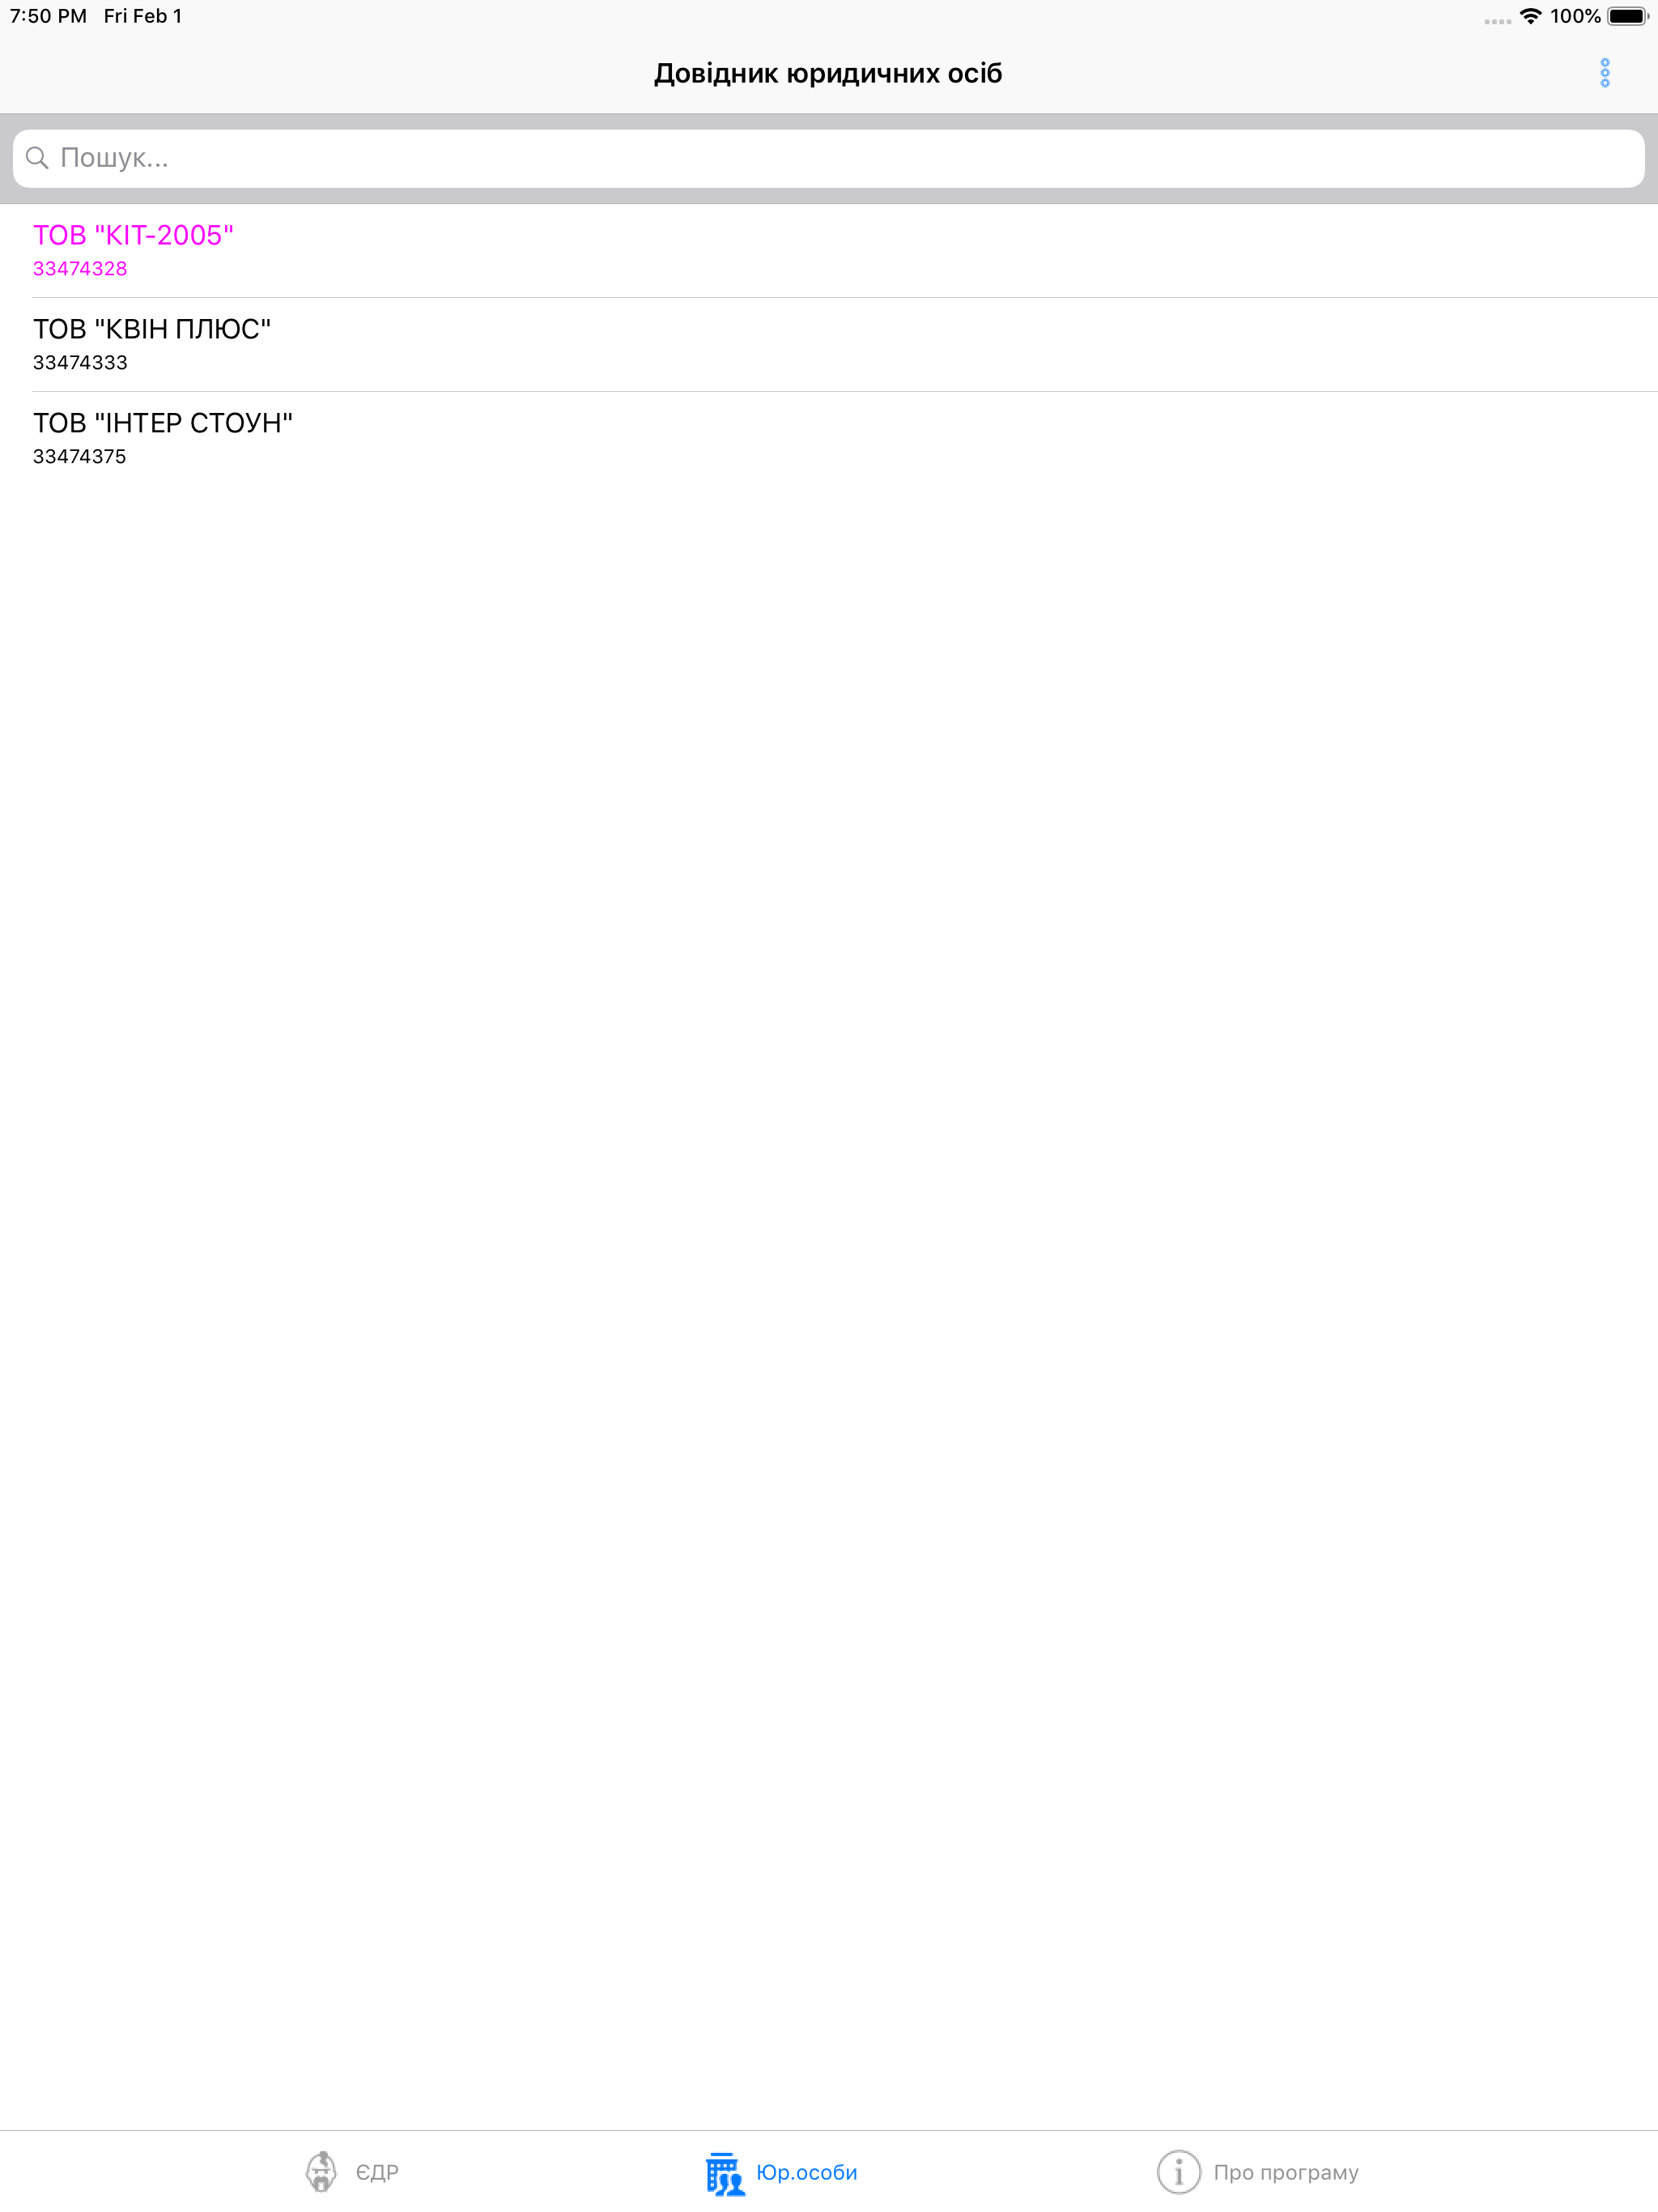 7:50 PM Fri Feb 1 100%
Довідник юридичних осіб
Пошук...
ТОВ "КІТ-2005"
33474328
ТОВ "КВІН ПЛЮС"
33474333
ТОВ "ІНТЕР СТОУН"
33474375
ЄДР Юр.особи Про програму